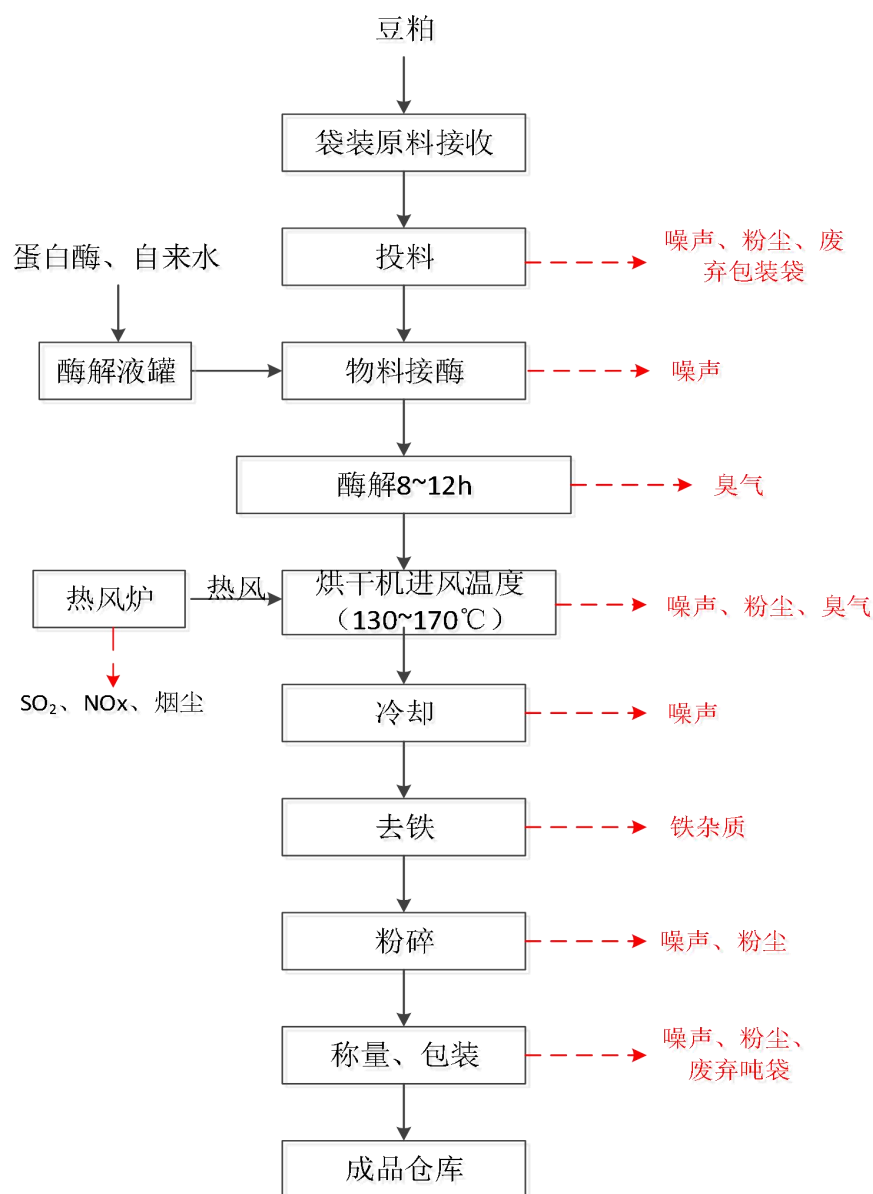 豆粕
袋装原料接收
投料
噪声、粉尘、废
弃包装袋
蛋白酶、自来水
酶解液罐
物料接酶
噪声
酶解8~12h
臭气
热风炉
热风
烘干机进风温度
（130~170℃）
噪声、粉尘、臭气
SO₂、NOx、烟尘
冷却
噪声
去铁
铁杂质
粉碎
噪声、粉尘
称量、包装
噪声、粉尘、
废弃吨袋
成品仓库